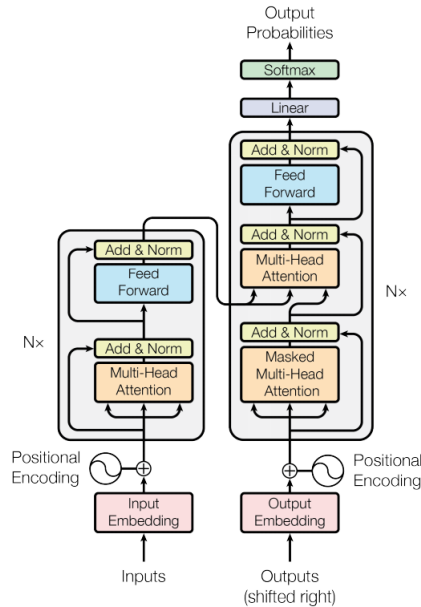 Output
Probabilities
Softmax
Linear
Add & Norm
Feed
Forward
Add & Norm
Multi-Head
Attention
Add & Norm
Masked
Multi-Head
Attention
N×
Add & Norm
Feed
Forward
Add & Norm
Multi-Head
Attention
N×
Positional
Encoding
Positional
Encoding
Input
Embedding
Output
Embedding
Inputs
Outputs
(shifted right)